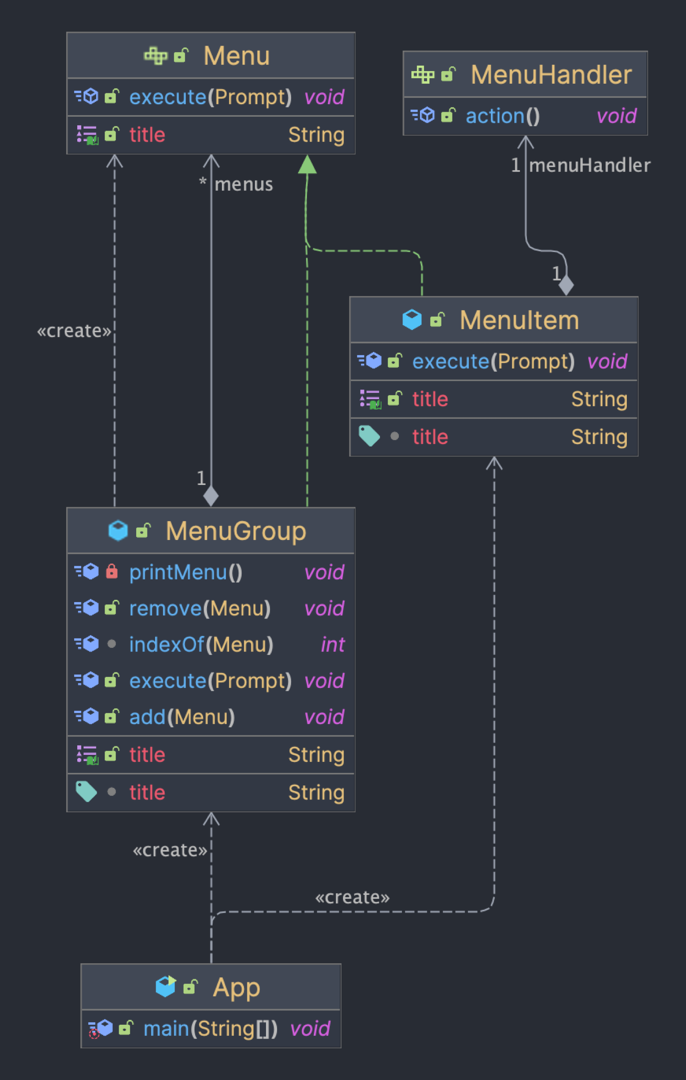 Menu
execute(Prompt) void
title String
MenuHandler
action() void
1 menuHandler
* menus
1
«create»
MenuItem
execute(Prompt) void
title String
title String
1
MenuGroup
printMenu() void
remove(Menu) void
indexOf(Menu) int
execute(Prompt) void
add(Menu) void
title String
title String
«create»
«create»
App
main(String[]) void